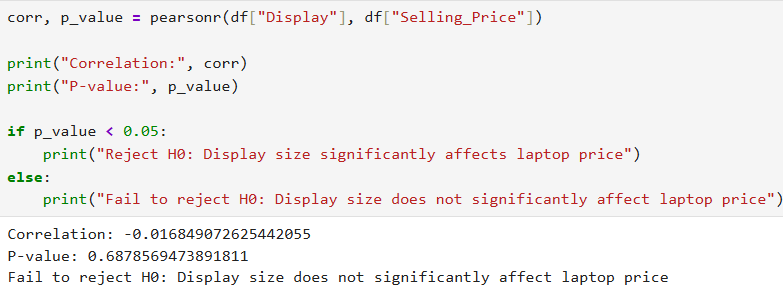 corr, p_value = pearsonr(df["Display"], df["Selling_Price"])
print("Correlation:", corr)
print("P-value:", p_value)
if p_value < 0.05:
    print("Reject H0: Display size significantly affects laptop price")
else:
    print("Fail to reject H0: Display size does not significantly affect laptop price")
Correlation: -0.016849072625442055
P-value: 0.6878569473891811
Fail to reject H0: Display size does not significantly affect laptop price